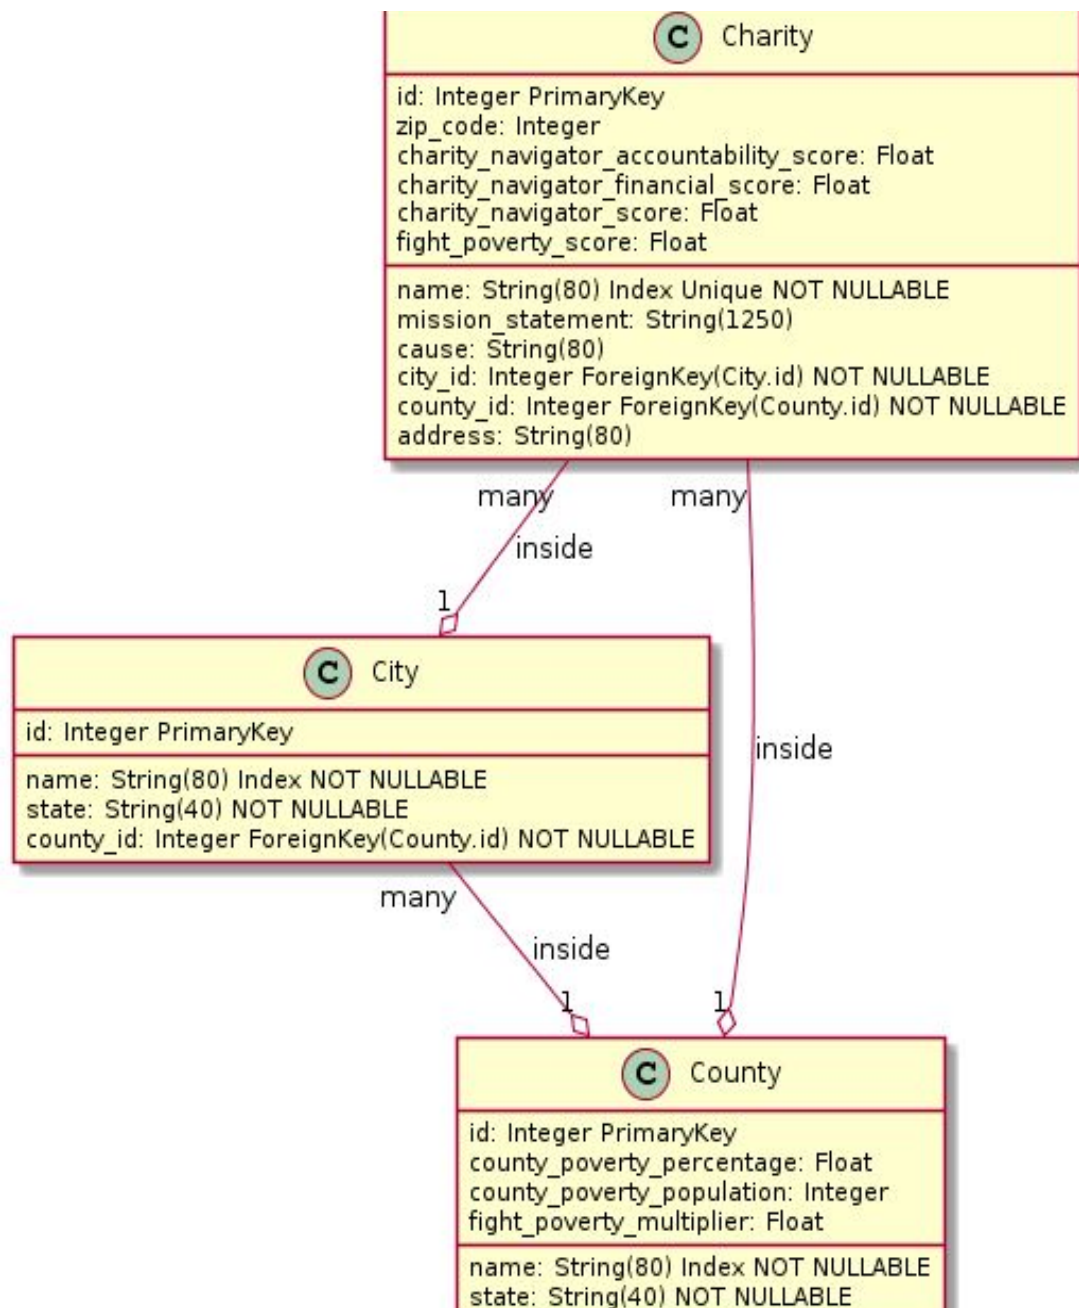 C Charity
id: Integer PrimaryKey
zip_code: Integer
charity_navigator_accountability_score: Float
charity_navigator_financial_score: Float
charity_navigator_score: Float
fight_poverty_score: Float
name: String(80) Index Unique NOT NULLABLE
mission_statement: String(1250)
cause: String(80)
city_id: Integer ForeignKey(City.id) NOT NULLABLE
county_id: Integer ForeignKey(County.id) NOT NULLABLE
address: String(80)
many many
inside
1
C City
id: Integer PrimaryKey
name: String(80) Index NOT NULLABLE
state: String(40) NOT NULLABLE
county_id: Integer ForeignKey(County.id) NOT NULLABLE
inside
many
inside
1 1
C County
id: Integer PrimaryKey
county_poverty_percentage: Float
county_poverty_population: Integer
fight_poverty_multiplier: Float
name: String(80) Index NOT NULLABLE
state: String(40) NOT NULLABLE